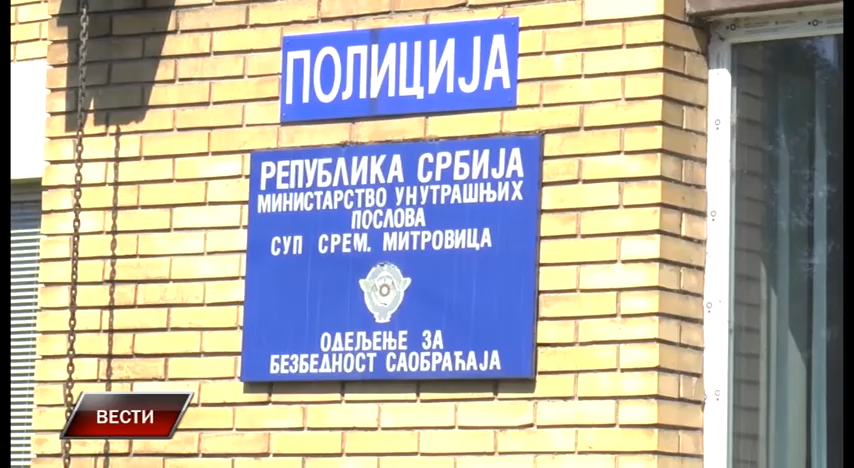 ПОЛИЦИЈА
РЕПУБЛИКА СРБИЈА
МИНИСТАРСТВО УНУТРАШЊИХ
ПОСЛОВА
СУП СРЕМ. МИТРОВИЦА
ОДЕЉЕЊЕ ЗА
БЕЗБЕДНОСТ САОБРАЋАЈА
ВЕСТИ